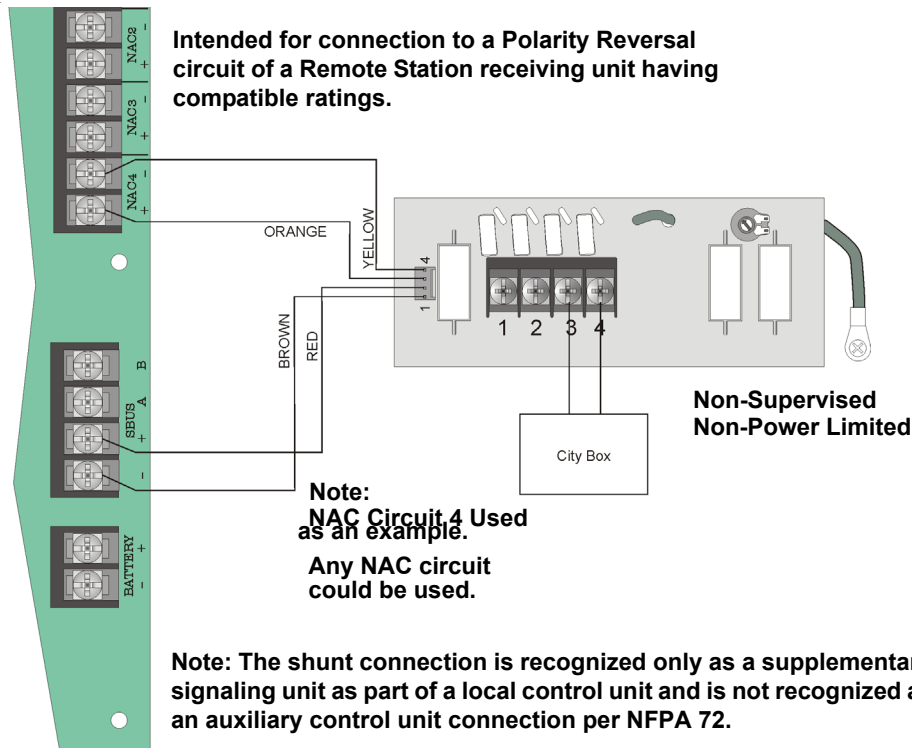 Intended for connection to a Polarity Reversal
circuit of a Remote Station receiving unit having
compatible ratings.
NAC2
-
+
NAC3
-
+
NAC4
-
+
ORANGE
YELLOW
4
1
BROWN
RED
1 2 3 4
SBUS
B
A
+
-
City Box
Non-Supervised
Non-Power Limited
BATTERY
+
-
Note:
NAC Circuit 4 Used
as an example.
Any NAC circuit
could be used.
Note: The shunt connection is recognized only as a supplementar
signaling unit as part of a local control unit and is not recognized a
an auxiliary control unit connection per NFPA 72.